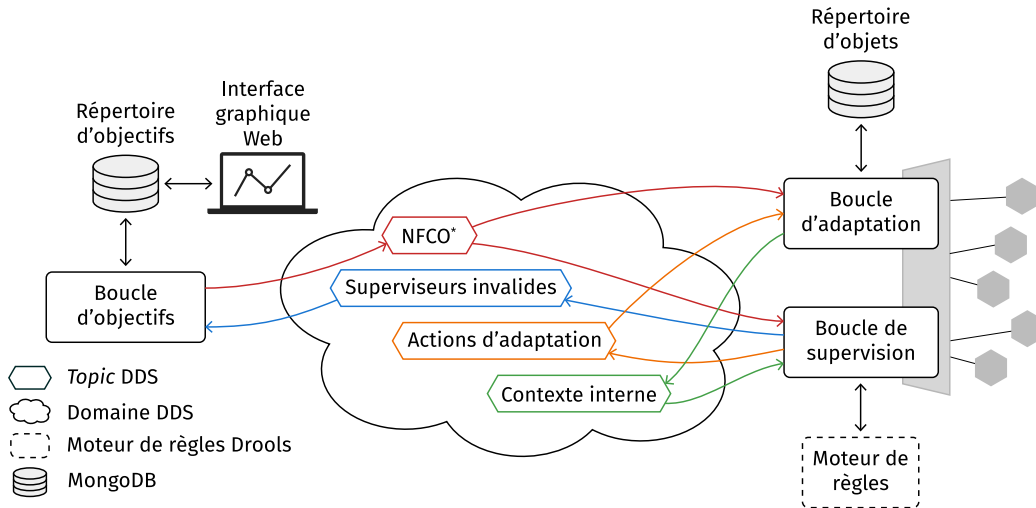 Répertoire
d'objets
Interface
graphique
Web
Répertoire
d'objectifs
Boucle
d'adaptation
NFCO*
Superviseurs invalides
Boucle
d'objectifs
Actions d'adaptation
Boucle de
supervision
Contexte interne
Topic DDS
Domaine DDS
Moteur de règles Drools
MongoDB
Moteur de
règles